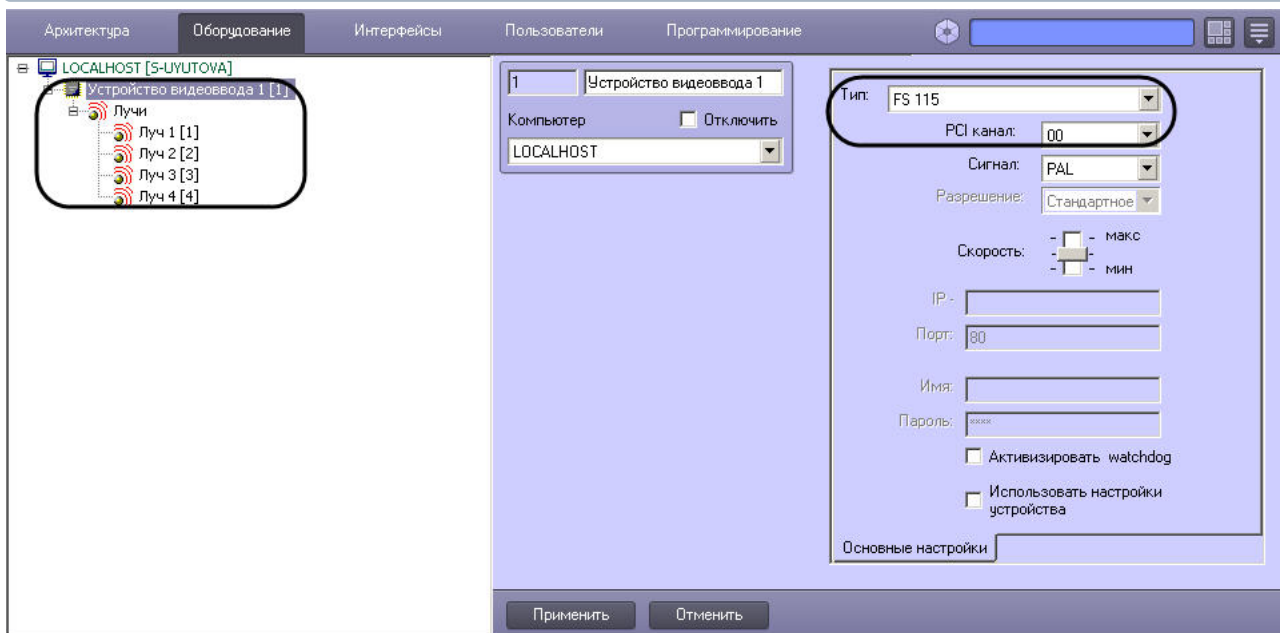 Архитектура Оборудование Интерфейсы Пользователи Программирование
LOCALHOST [S-UYUTOVA]
Устройство видеоввода 1 [1]
Лучи
Луч 1 [1]
Луч 2 [2]
Луч 3 [3]
Луч 4 [4]
1 Устройство видеоввода 1
Компьютер Отключить
LOCALHOST
Тип: FS 115
PCI канал: 00
Сигнал: PAL
Разрешение: Стандартное
- - макс
Скорость: - -
- - мин
IP -
Порт: 80
Имя:
Пароль: ****
Активизировать watchdog
Использовать настройки
устройства
Основные настройки
Применить Отменить